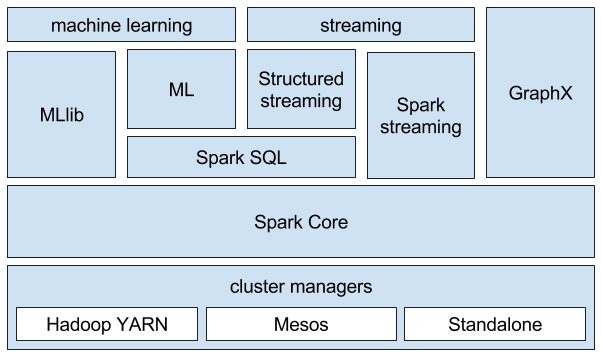 machine learning
streaming
MLlib
ML
Structured
streaming
Spark
streaming
GraphX
Spark SQL
Spark Core
cluster managers
Hadoop YARN
Mesos
Standalone